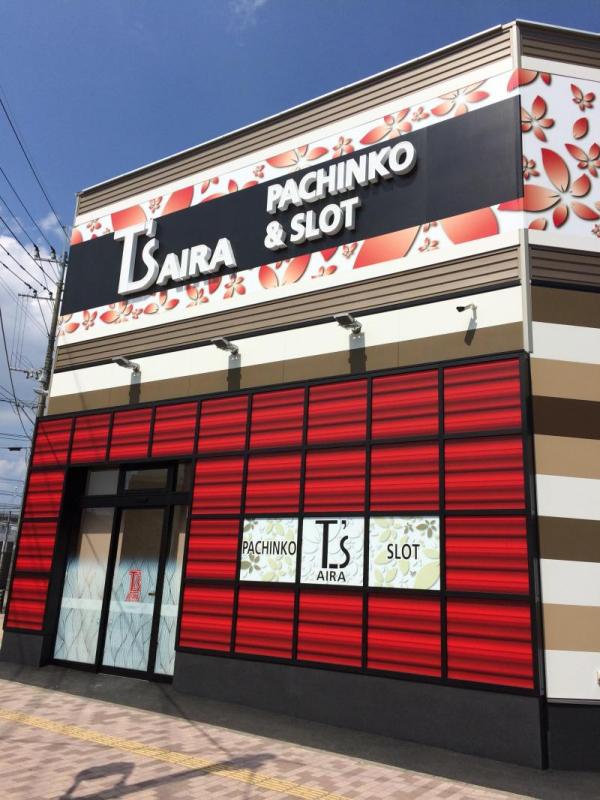 T's AIRA
PACHINKO
& SLOT
PACHINKO
T's
AIRA
SLOT
T's